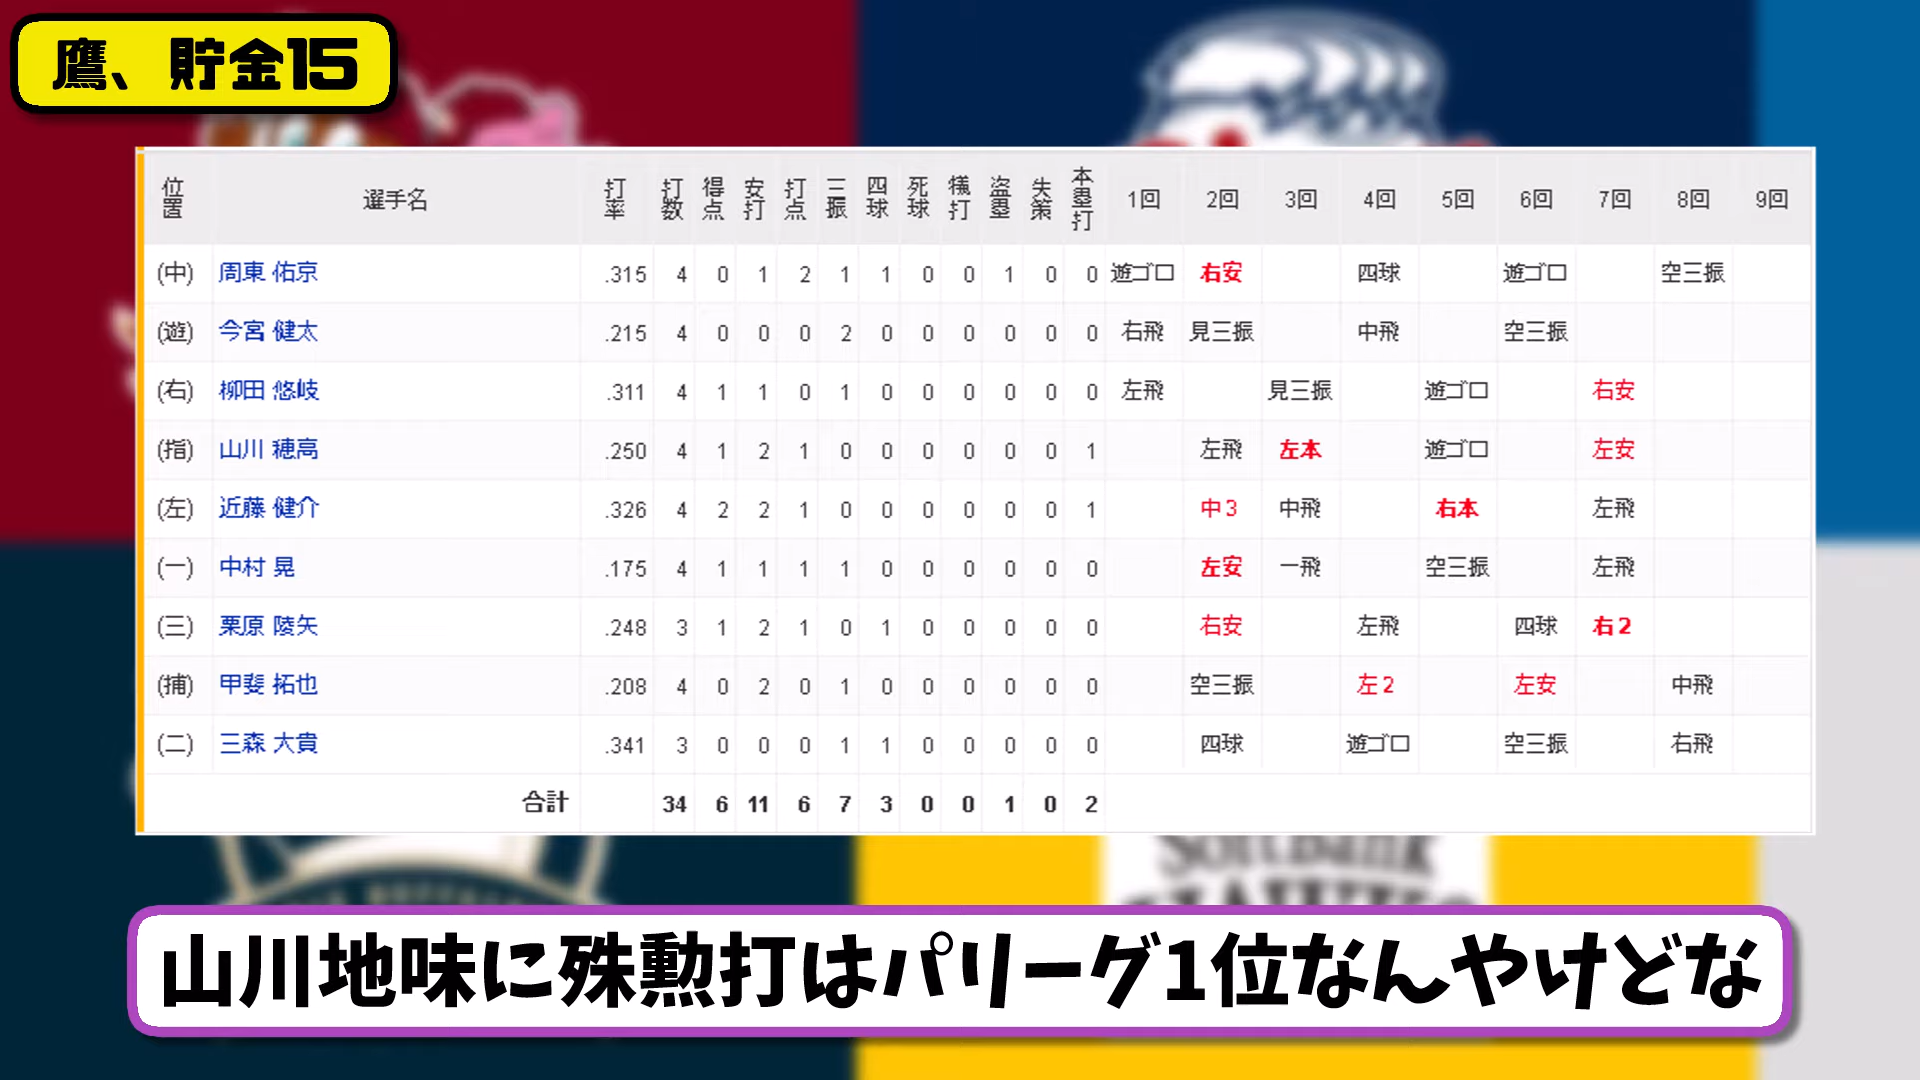 鷹、貯金15
位置 選手名 打率 打数 得点 安打 打点 三振 四球 死球 犠打 盗塁 失策 本塁打 1回 2回 3回 4回 5回 6回 7回 8回 9回
(中) 周東 佑京 .315 4 0 1 2 1 1 0 0 1 0 0 遊ゴロ 右安 四球 遊ゴロ 空三振
(遊) 今宮 健太 .215 4 0 0 0 2 0 0 0 0 0 0 右飛 見三振 中飛 空三振
(右) 柳田 悠岐 .311 4 1 1 0 1 0 0 0 0 0 0 左飛 見三振 遊ゴロ 右安
(指) 山川 穂高 .250 4 1 2 1 0 0 0 0 0 0 1 左飛 左本 遊ゴロ 左安
(左) 近藤 健介 .326 4 2 2 1 0 0 0 0 0 0 1 中3 中飛 右本 左飛
(一) 中村 晃 .175 4 1 1 1 1 0 0 0 0 0 0 左安 一飛 空三振 左飛
(三) 栗原 陵矢 .248 3 1 2 1 0 1 0 0 0 0 0 右安 左飛 四球 右2
(捕) 甲斐 拓也 .208 4 0 2 0 1 0 0 0 0 0 0 空三振 左2 左安 中飛
(二) 三森 大貴 .341 3 0 0 0 1 1 0 0 0 0 0 四球 遊ゴロ 空三振 右飛
合計 34 6 11 6 7 3 0 0 1 0 2
SoftBank
山川地味に殊勲打はパリーグ1位なんやけどな